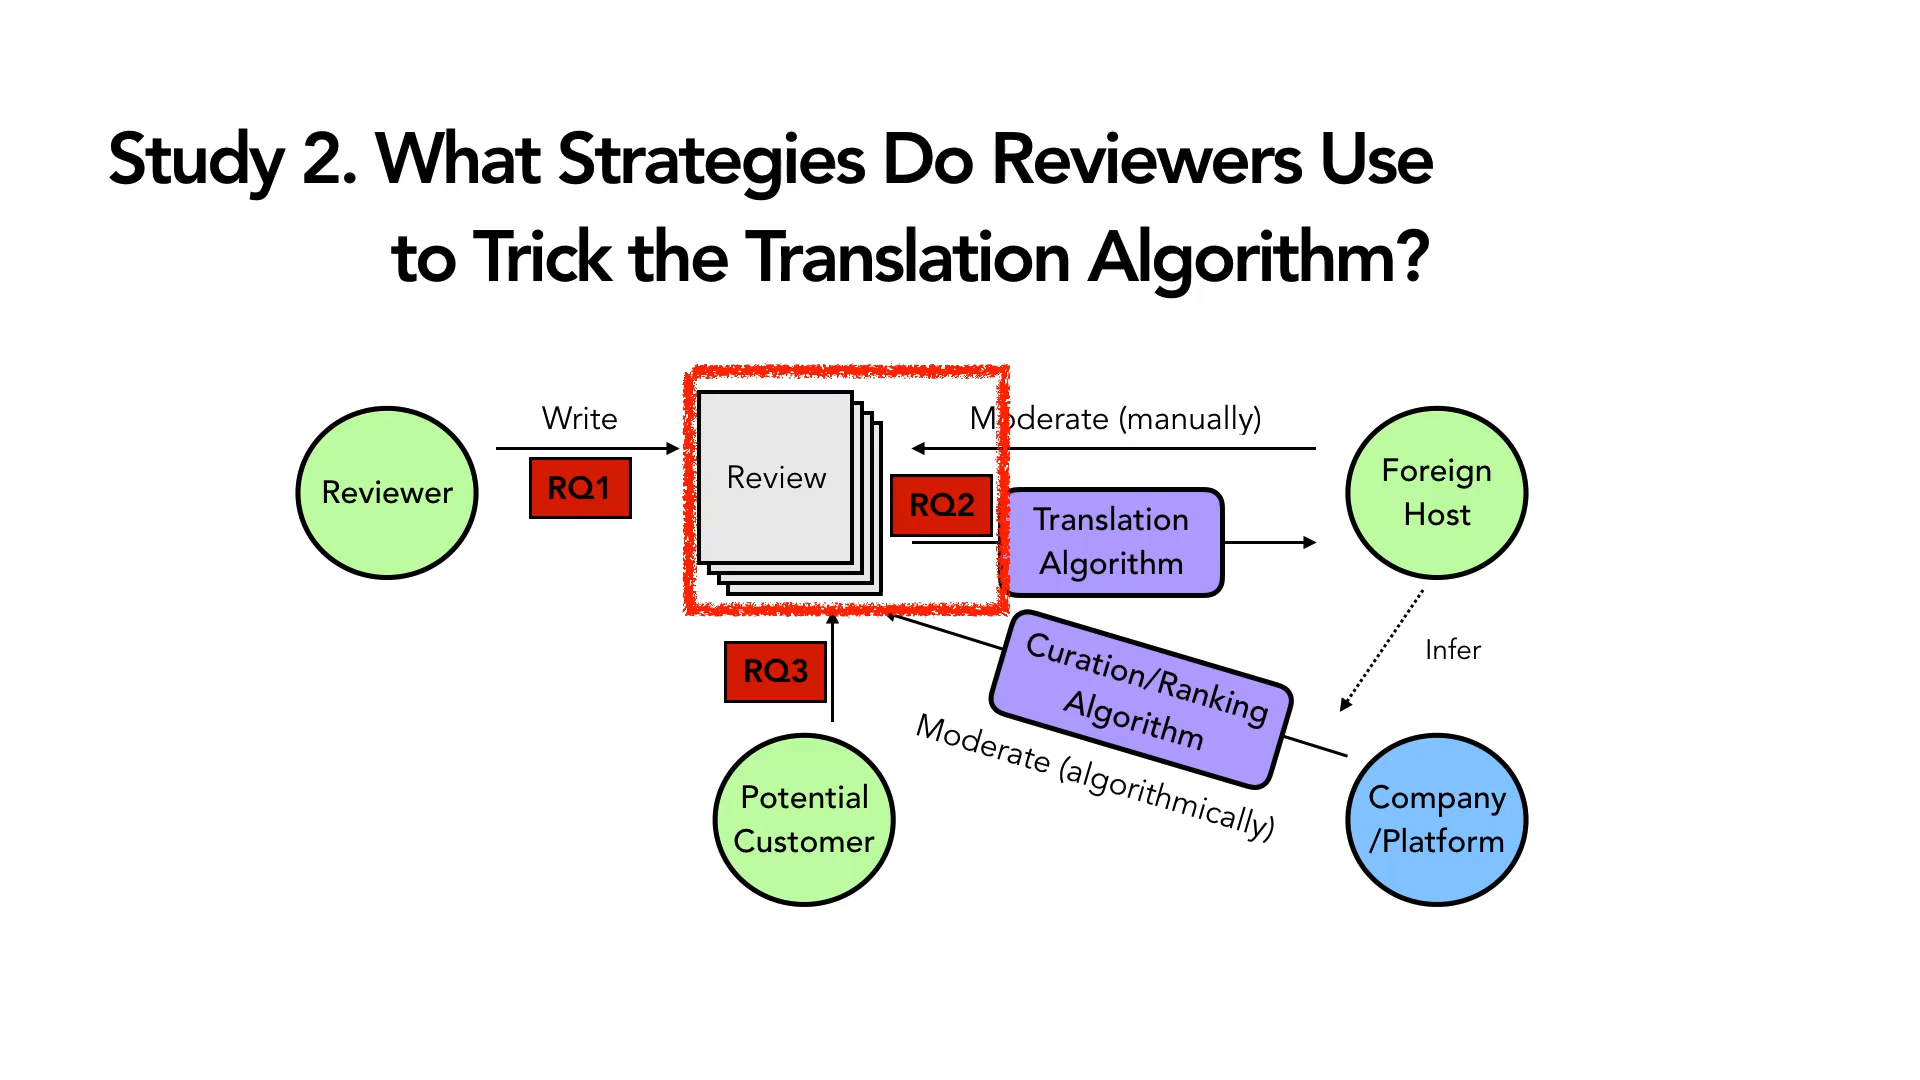 Study 2. What Strategies Do Reviewers Use
to Trick the Translation Algorithm?
Write
Moderate (manually)
Reviewer
RQ1
Review
RQ2
Translation
Algorithm
Foreign
Host
RQ3
Curation/Ranking
Algorithm
Infer
Moderate (algorithmically)
Potential
Customer
Company
/Platform